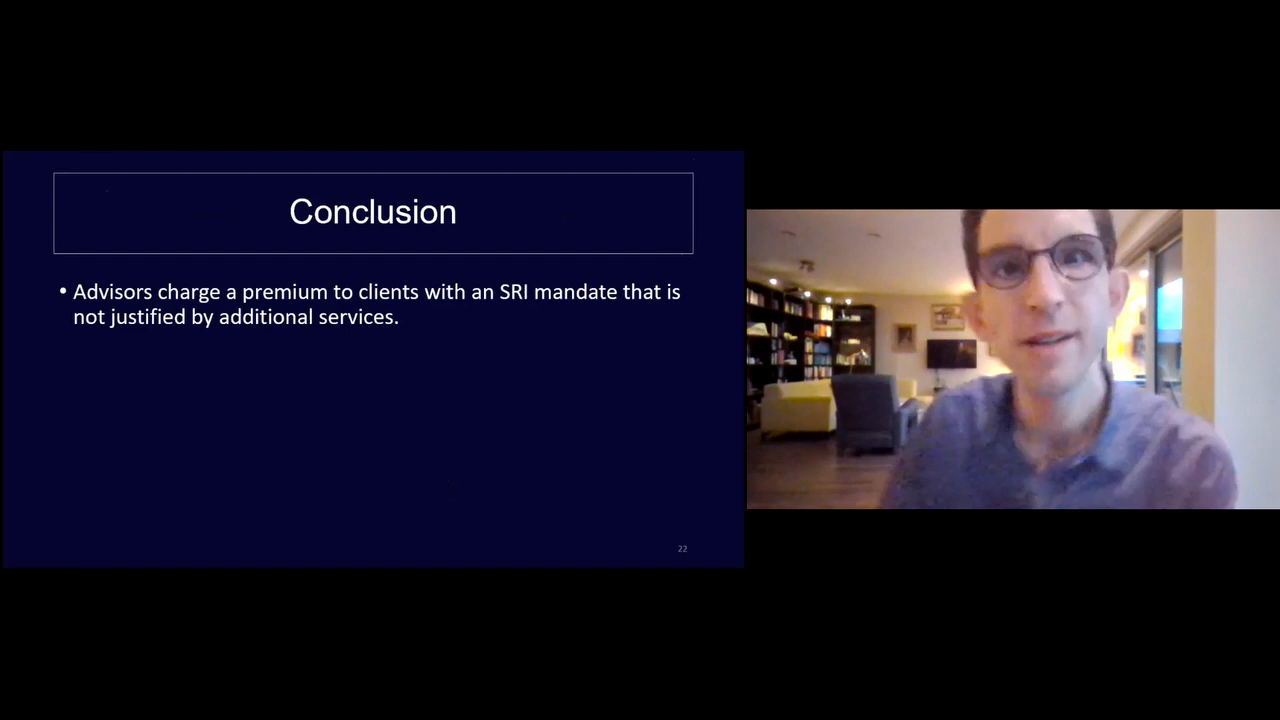 Conclusion
• Advisors charge a premium to clients with an SRI mandate that is
not justified by additional services.
22